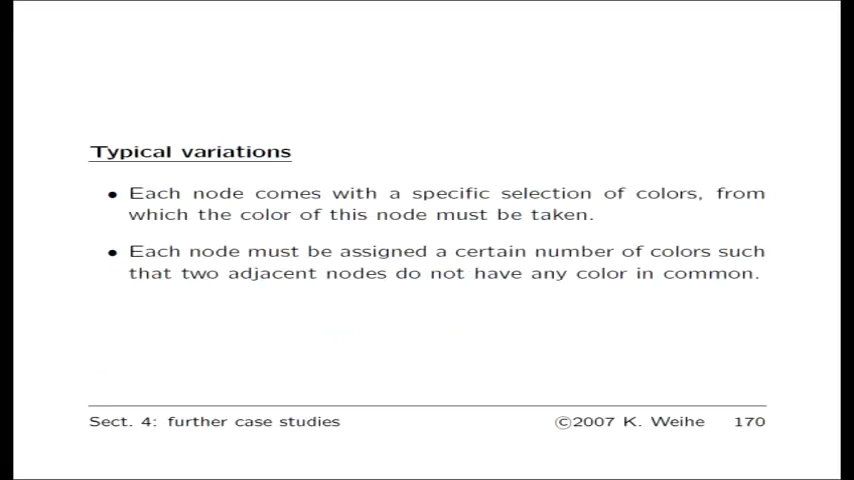 Typical variations
• Each node comes with a specific selection of colors, from
which the color of this node must be taken.
• Each node must be assigned a certain number of colors such
that two adjacent nodes do not have any color in common.
Sect. 4: further case studies ©2007 K. Weihe 170